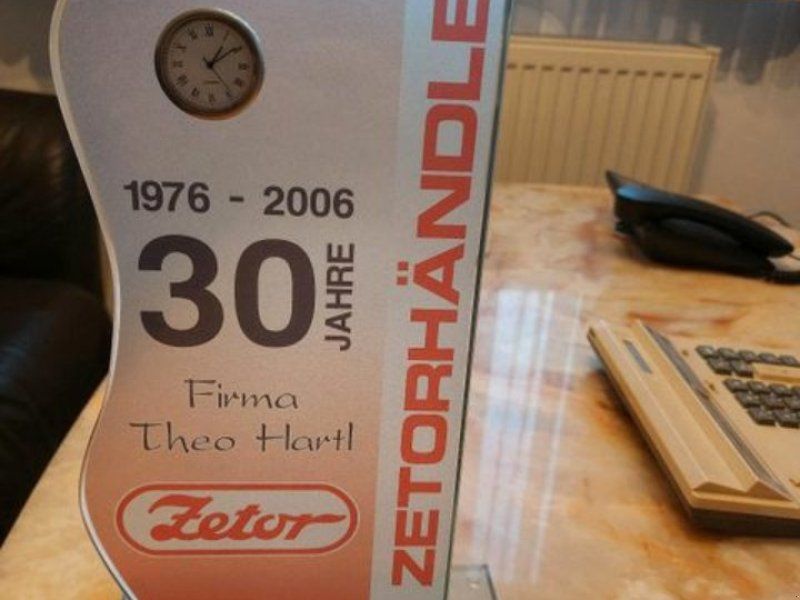 1976 - 2006
30 JAHRE
Firma
Theo Hartl
Zetor
ZETORHÄNDLE